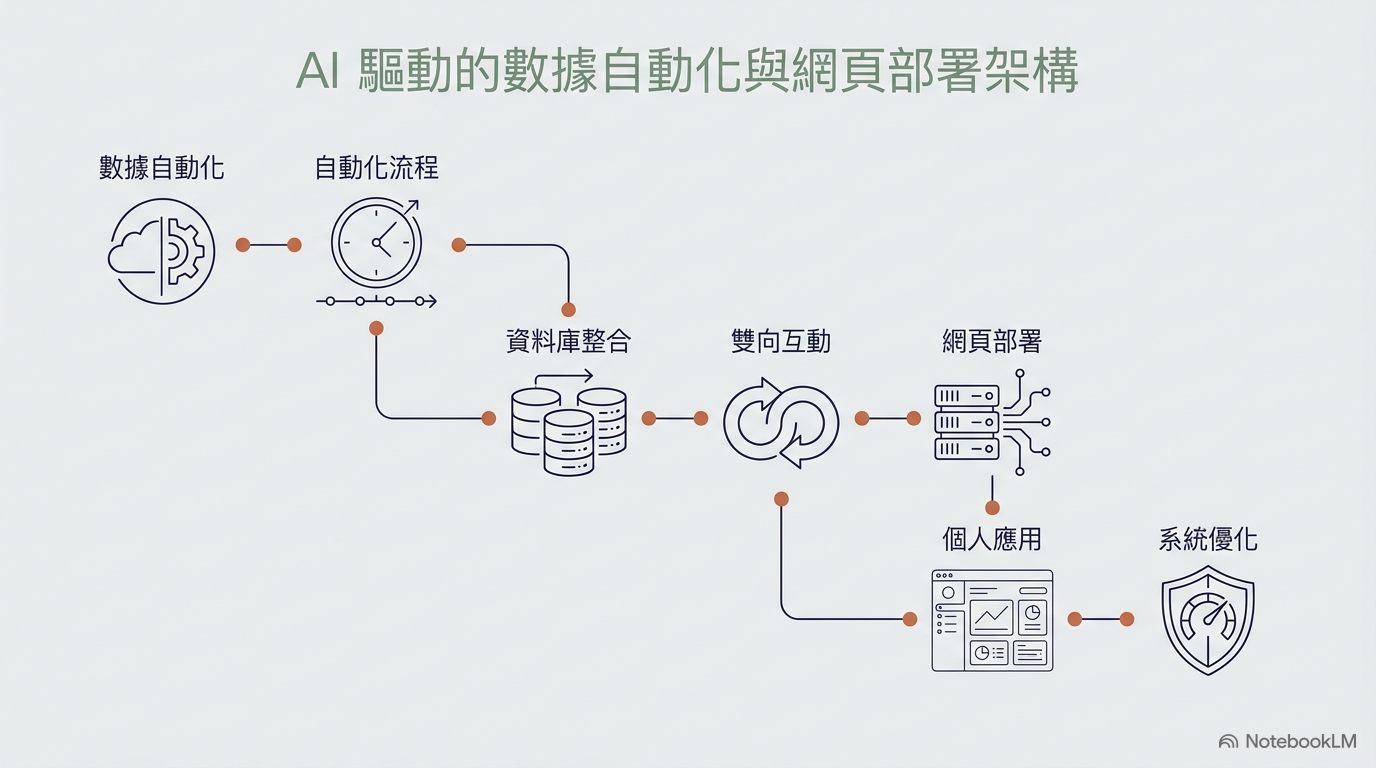 AI 驅動的數據自動化與網頁部署架構
數據自動化
自動化流程
資料庫整合
雙向互動
網頁部署
個人應用
系統優化
NotebookLM